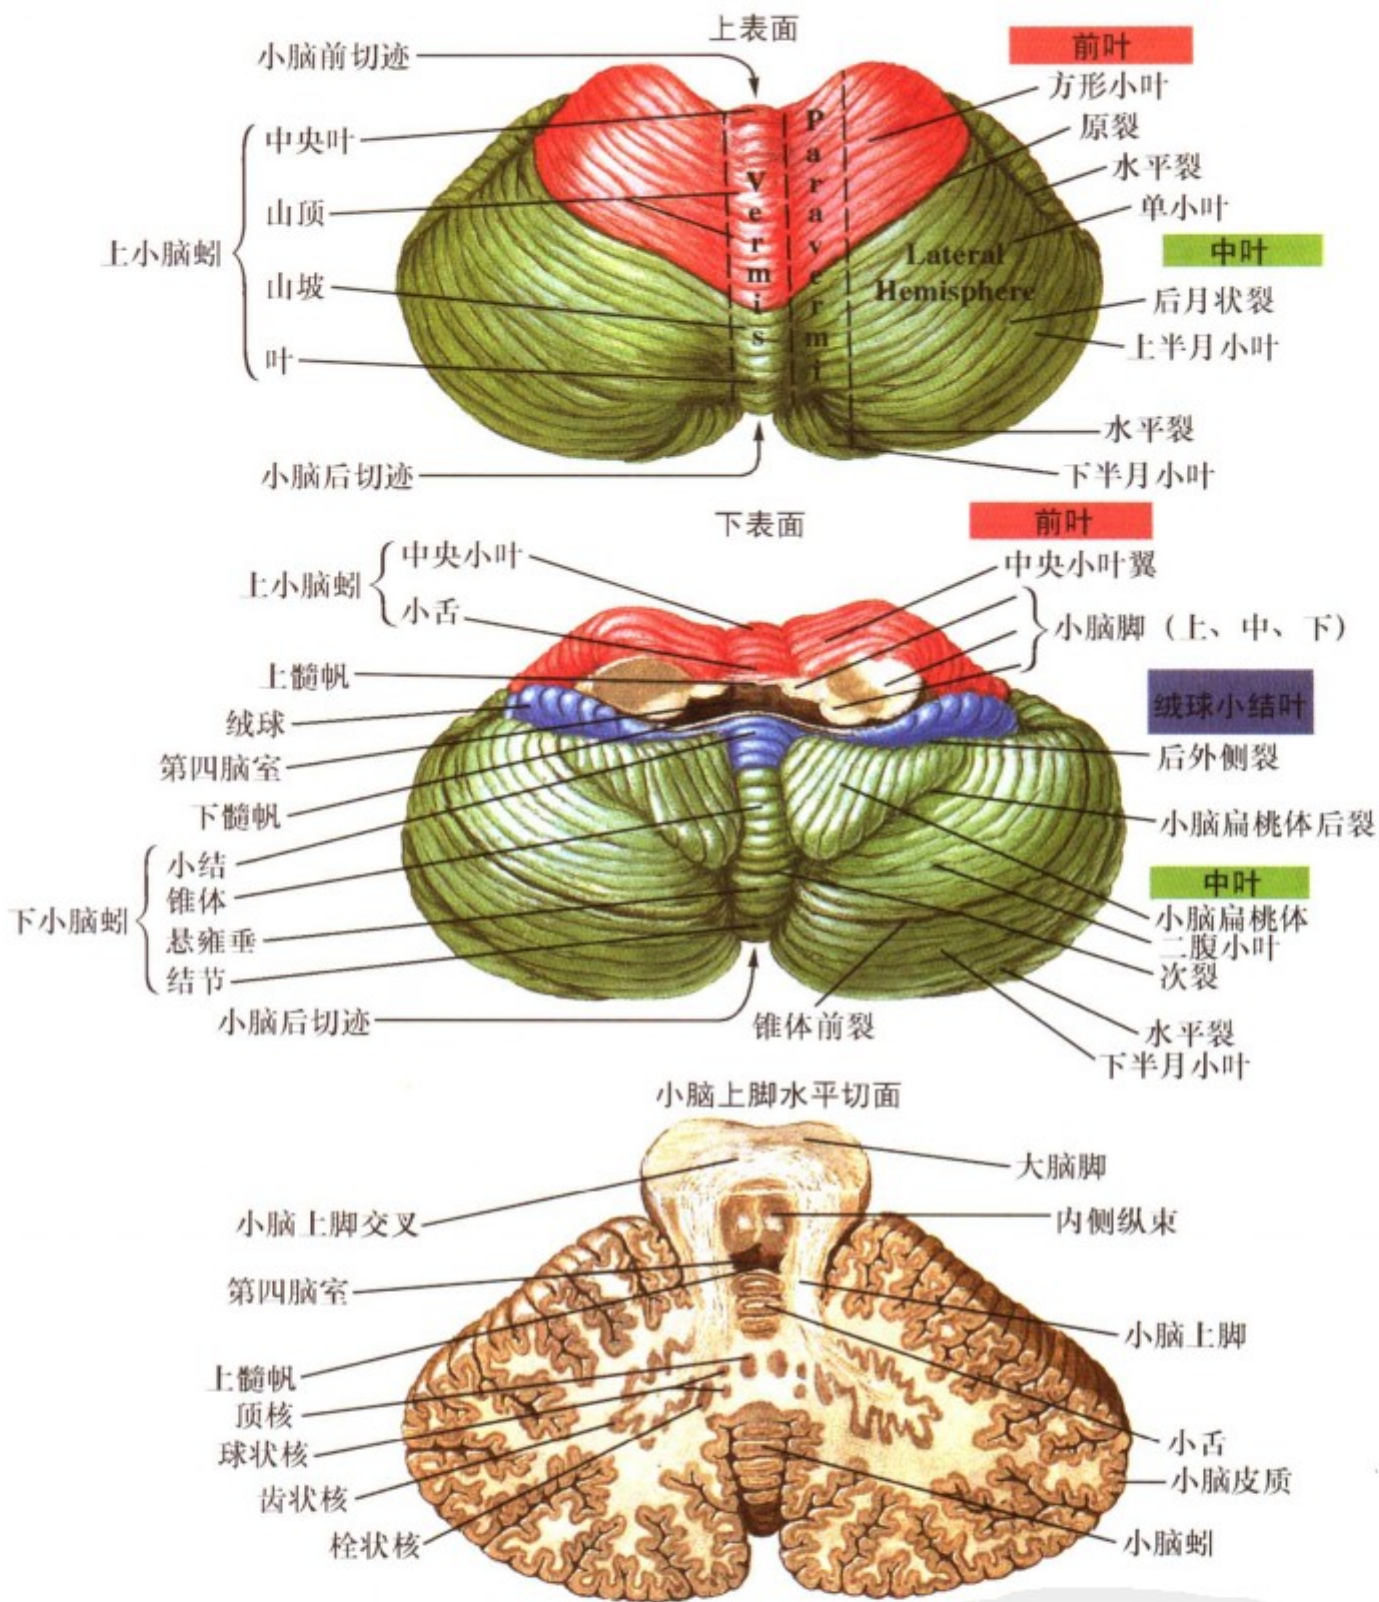 上表面
前叶
小脑前切迹
方形小叶
原裂
中央叶
水平裂
山顶
单小叶
上小脑蚓
中叶
山坡
后月状裂
叶
上半月小叶
Vermis
Paravermi
Lateral
Hemisphere
水平裂
小脑后切迹
下半月小叶
下表面
前叶
中央小叶
中央小叶翼
上小脑蚓
小舌
小脑脚（上、中、下）
上髓帆
绒球
绒球小结叶
第四脑室
后外侧裂
下髓帆
小脑扁桃体后裂
小结
中叶
锥体
小脑扁桃体
下小脑蚓
悬雍垂
二腹小叶
结节
次裂
小脑后切迹
锥体前裂
水平裂
下半月小叶
小脑上脚水平切面
大脑脚
小脑上脚交叉
内侧纵束
第四脑室
小脑上脚
上髓帆
顶核
小舌
球状核
小脑皮质
齿状核
栓状核
小脑蚓